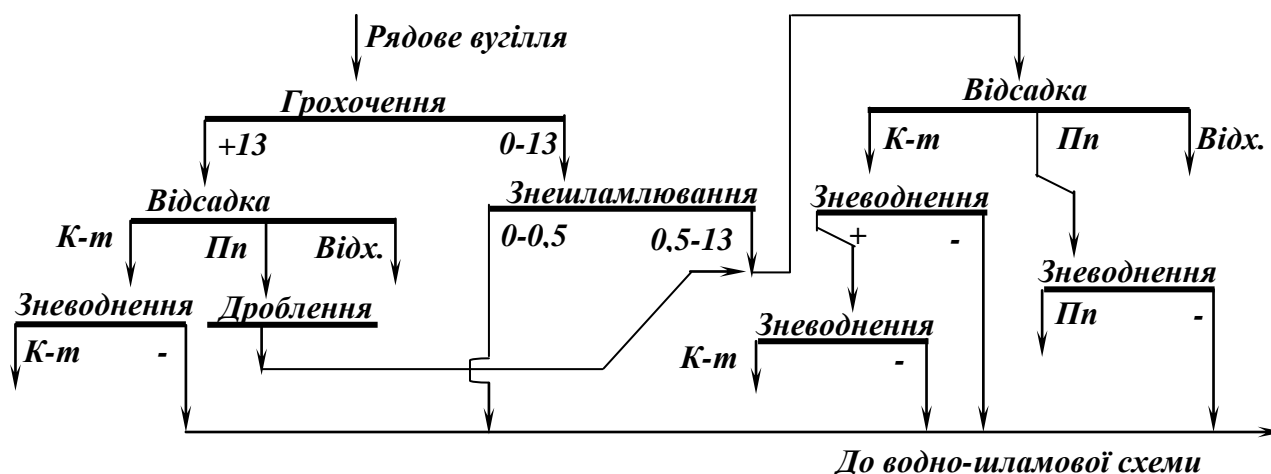 Рядове вугілля
Грохочення
+13
0-13
Відсадка
К-т
Пп
Відх.
Відсадка
К-т
Пп
Відх.
Знешламлювання
0-0,5
0,5-13
Зневоднення
+
-
Зневоднення
К-т
-
Дроблення
Зневоднення
Пп
-
Зневоднення
К-т
-
До водно-шламової схеми